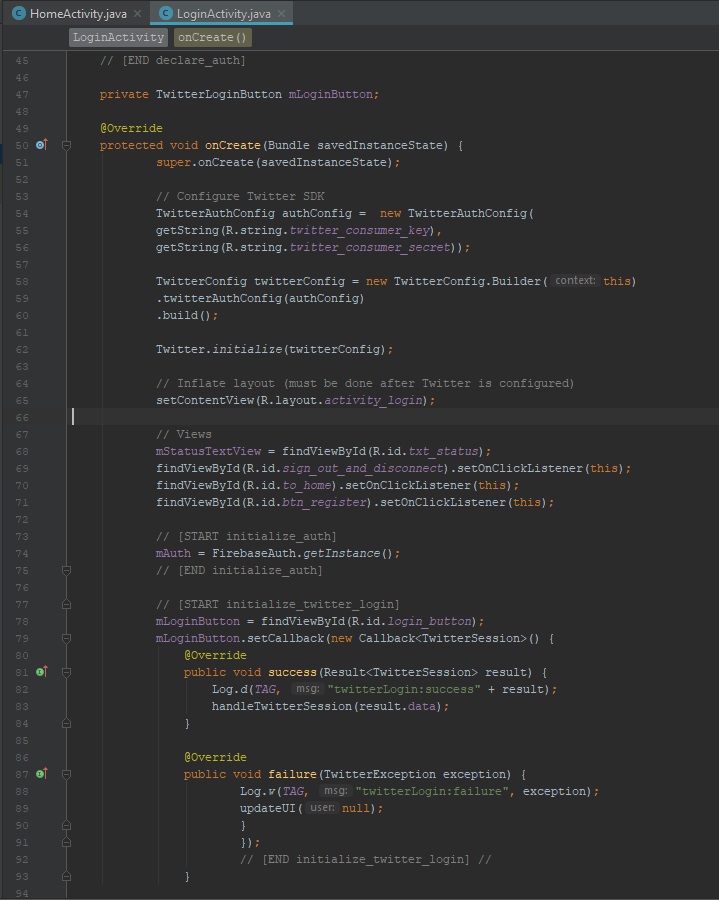 HomeActivity.java LoginActivity.java
LoginActivity onCreate()
45 // [END declare_auth]
46
47 private TwitterLoginButton mLoginButton;
48
49 @Override
50 protected void onCreate(Bundle savedInstanceState) {
51 super.onCreate(savedInstanceState);
52
53 // Configure Twitter SDK
54 TwitterAuthConfig authConfig =  new TwitterAuthConfig(
55 getString(R.string.twitter_consumer_key),
56 getString(R.string.twitter_consumer_secret));
57
58 TwitterConfig twitterConfig = new TwitterConfig.Builder( context: this)
59 .twitterAuthConfig(authConfig)
60 .build();
61
62 Twitter.initialize(twitterConfig);
63
64 // Inflate layout (must be done after Twitter is configured)
65 setContentView(R.layout.activity_login);
66
67 // Views
68 mStatusTextView = findViewById(R.id.txt_status);
69 findViewById(R.id.sign_out_and_disconnect).setOnClickListener(this);
70 findViewById(R.id.to_home).setOnClickListener(this);
71 findViewById(R.id.btn_register).setOnClickListener(this);
72
73 // [START initialize_auth]
74 mAuth = FirebaseAuth.getInstance();
75 // [END initialize_auth]
76
77 // [START initialize_twitter_login]
78 mLoginButton = findViewById(R.id.login_button);
79 mLoginButton.setCallback(new Callback<TwitterSession>() {
80 @Override
81 public void success(Result<TwitterSession> result) {
82 Log.d(TAG, msg: "twitterLogin:success" + result);
83 handleTwitterSession(result.data);
84 }
85
86 @Override
87 public void failure(TwitterException exception) {
88 Log.w(TAG, msg: "twitterLogin:failure", exception);
89 updateUI( user: null);
90 }
91 });
92 // [END initialize_twitter_login] //
93 }
94